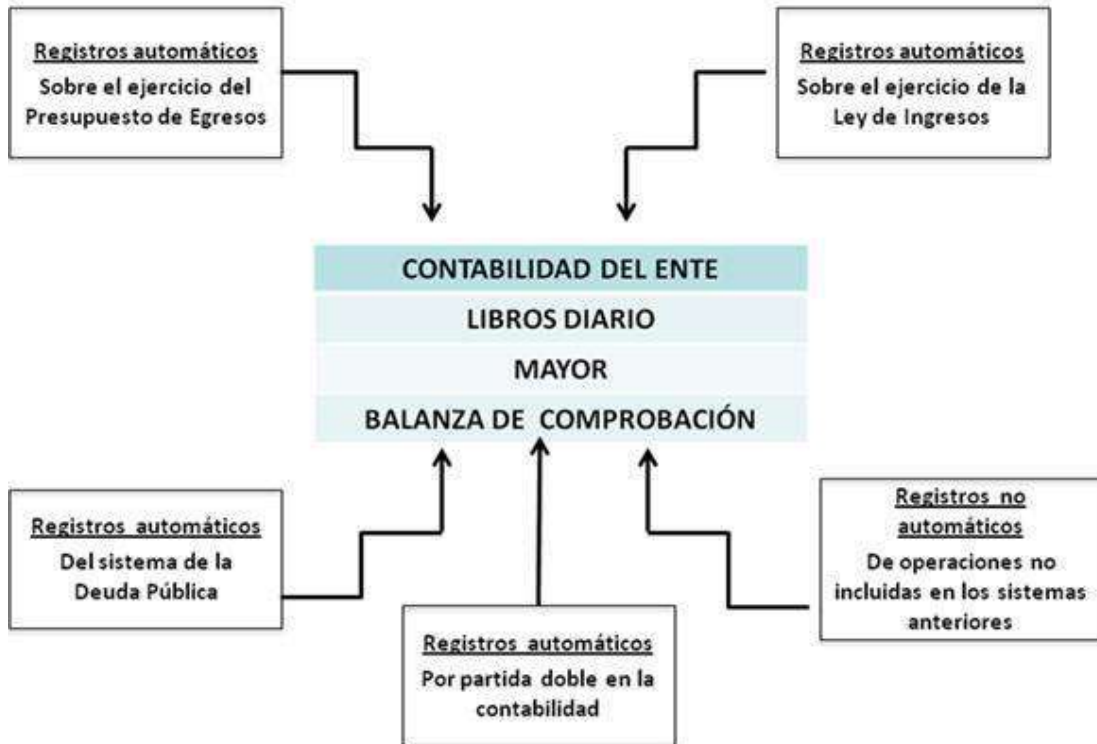 Registros automáticos
Sobre el ejercicio del
Presupuesto de Egresos
Registros automáticos
Sobre el ejercicio de la
Ley de Ingresos
CONTABILIDAD DEL ENTE
LIBROS DIARIO
MAYOR
BALANZA DE COMPROBACIÓN
Registros automáticos
Del sistema de la
Deuda Pública
Registros automáticos
Por partida doble en la
contabilidad
Registros no
automáticos
De operaciones no
incluidas en los sistemas
anteriores